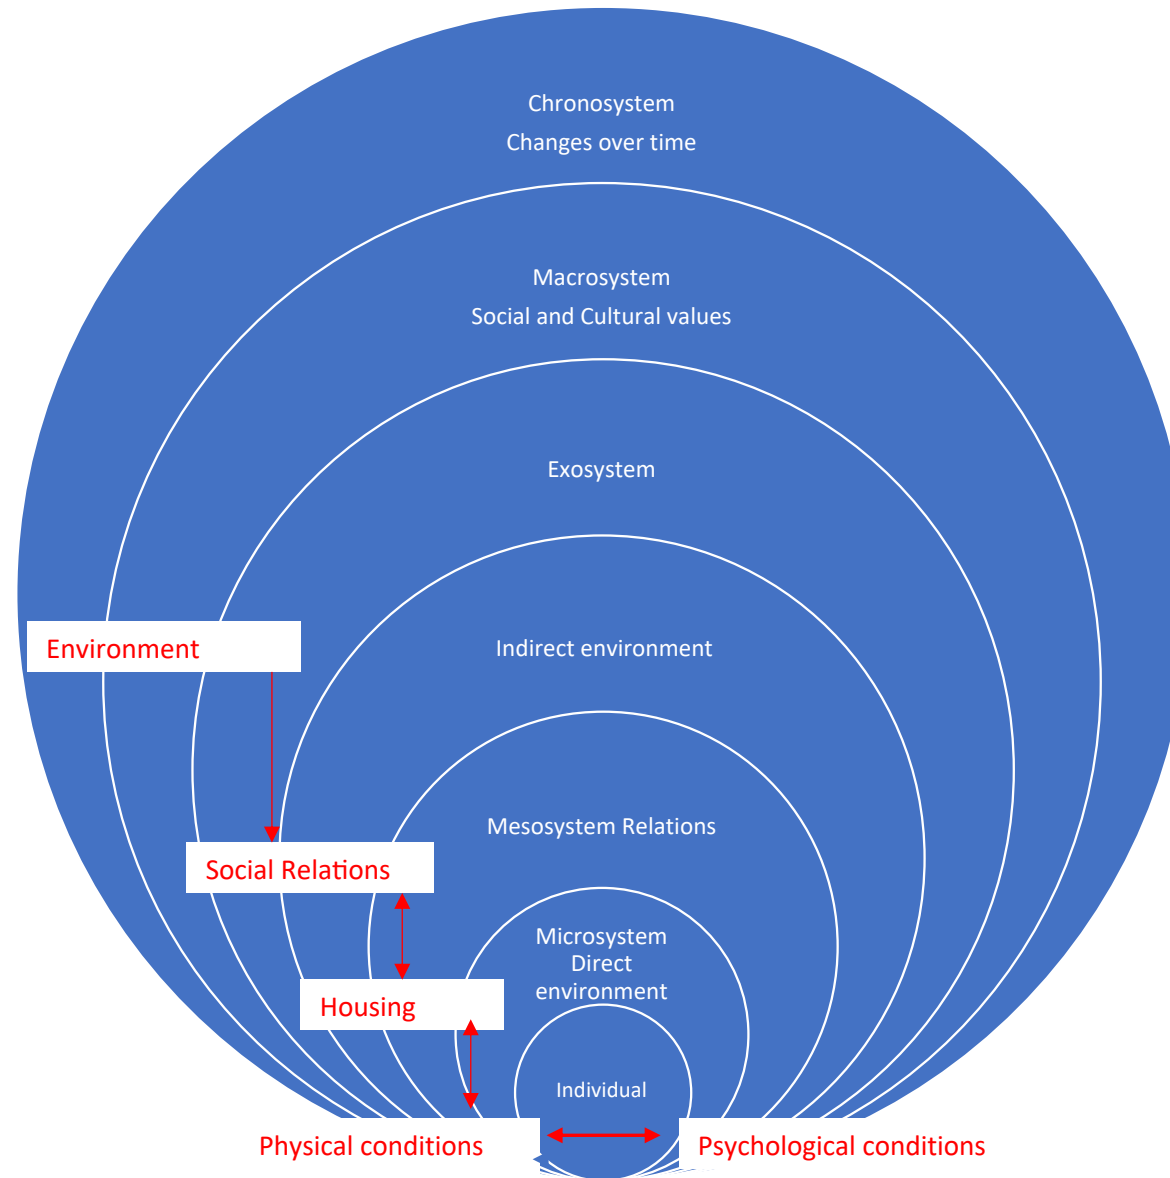 Chronosystem
Changes over time
Macrosystem
Social and Cultural values
Exosystem
Environment
Indirect environment
Mesosystem Relations
Social Relations
Microsystem
Direct
environment
Housing
Individual
Physical conditions
Psychological conditions